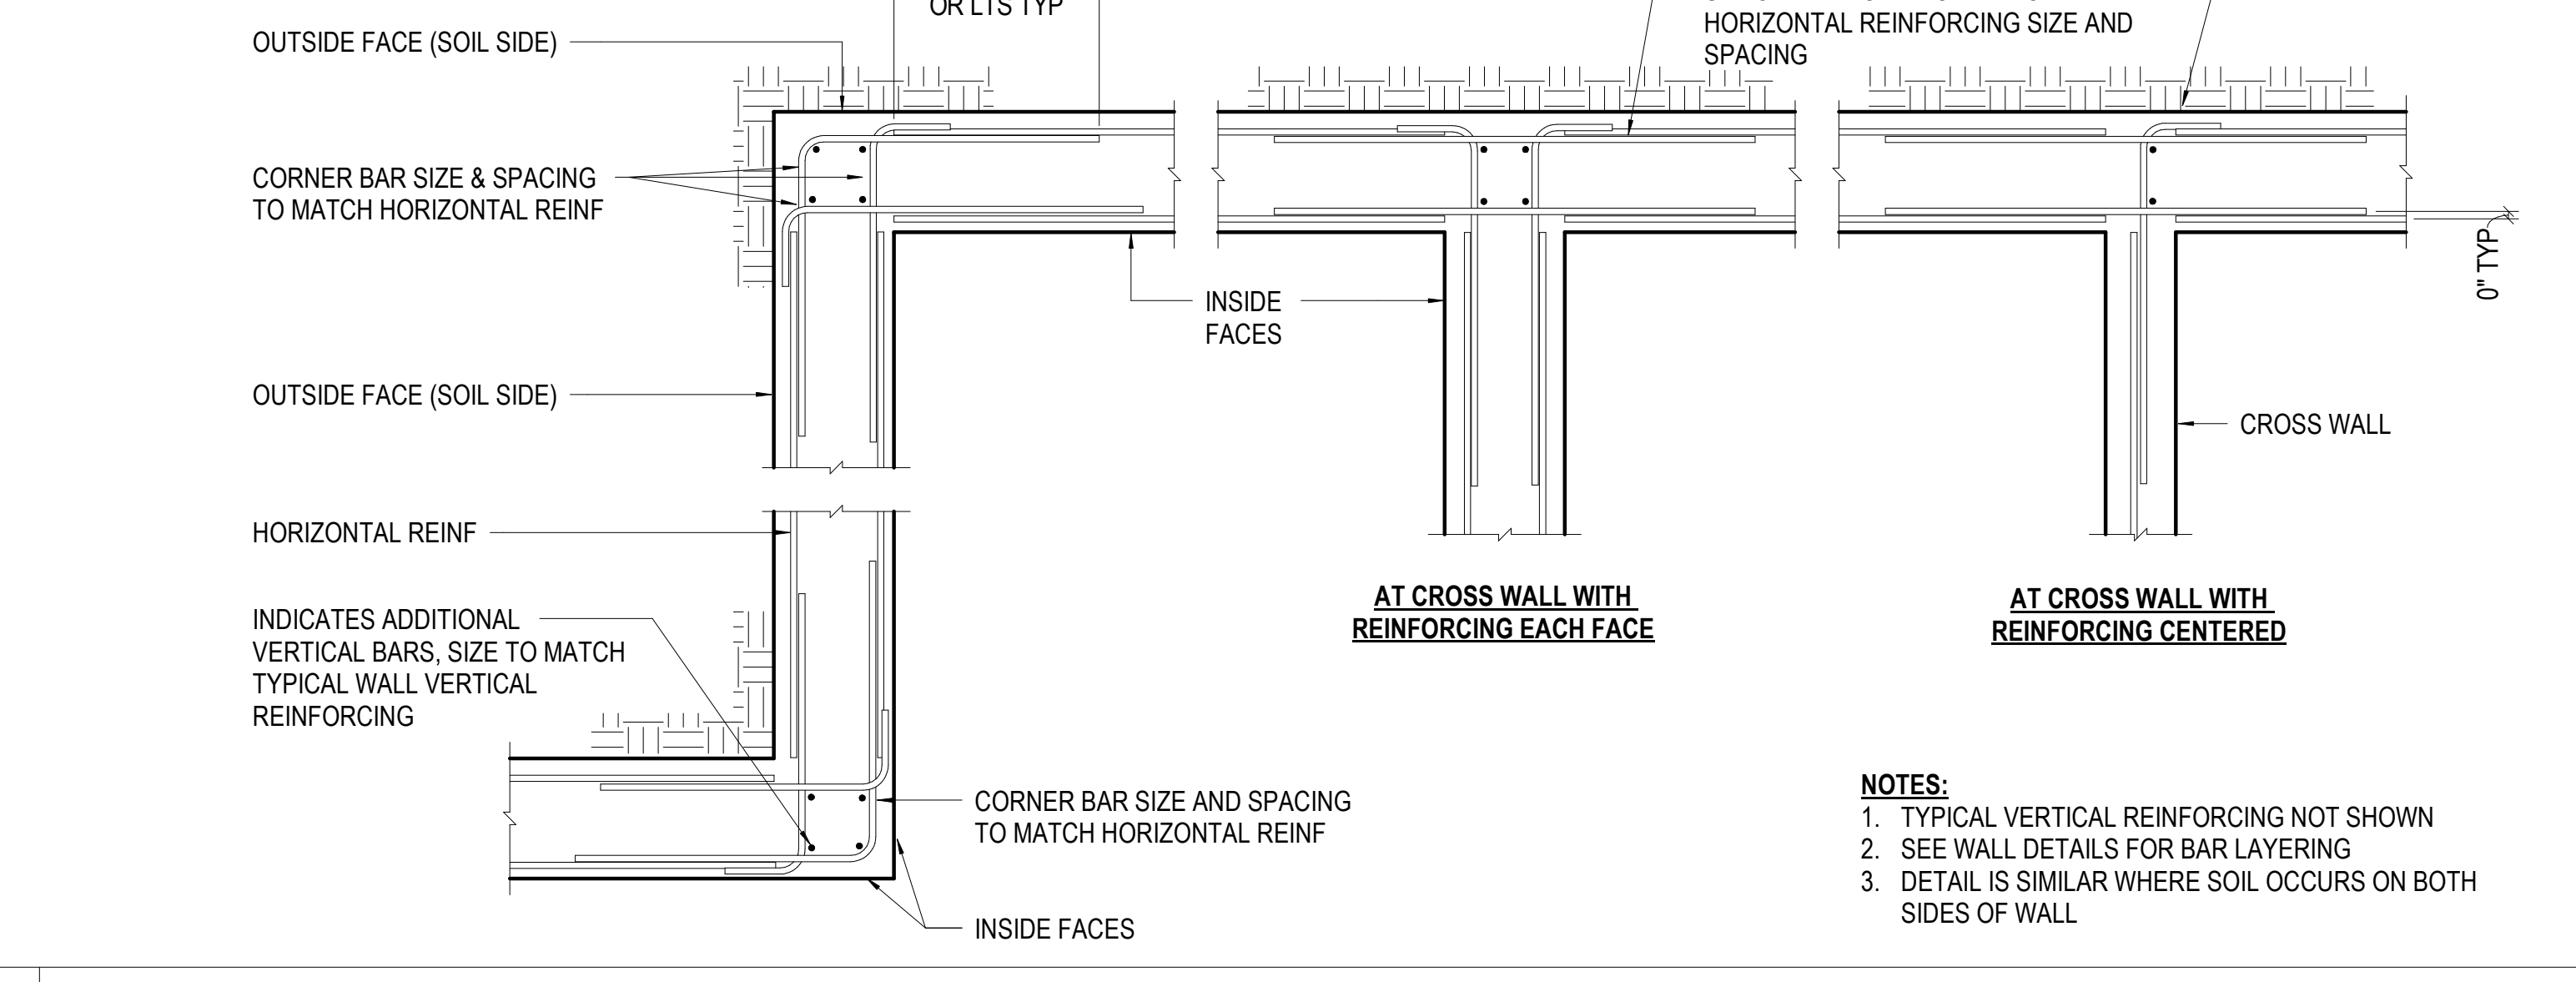 OR LTS TYP
OUTSIDE FACE (SOIL SIDE)
HORIZONTAL REINFORCING SIZE AND
SPACING
CORNER BAR SIZE & SPACING
TO MATCH HORIZONTAL REINF
0" TYP
INSIDE
FACES
OUTSIDE FACE (SOIL SIDE)
CROSS WALL
HORIZONTAL REINF
AT CROSS WALL WITH
REINFORCING EACH FACE
AT CROSS WALL WITH
REINFORCING CENTERED
INDICATES ADDITIONAL
VERTICAL BARS, SIZE TO MATCH
TYPICAL WALL VERTICAL
REINFORCING
CORNER BAR SIZE AND SPACING
TO MATCH HORIZONTAL REINF
INSIDE FACES
NOTES:
1. TYPICAL VERTICAL REINFORCING NOT SHOWN
2. SEE WALL DETAILS FOR BAR LAYERING
3. DETAIL IS SIMILAR WHERE SOIL OCCURS ON BOTH
SIDES OF WALL